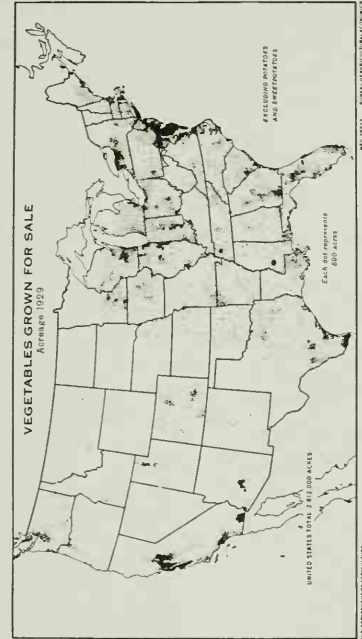 VEGETABLES GROWN FOR SALE
Acreage 1929
EXCLUDING POTATOES
AND SWEETPOTATOES
Each dot represents
500 ACRES
UNITED STATES TOTAL 2 812 000 ACRES